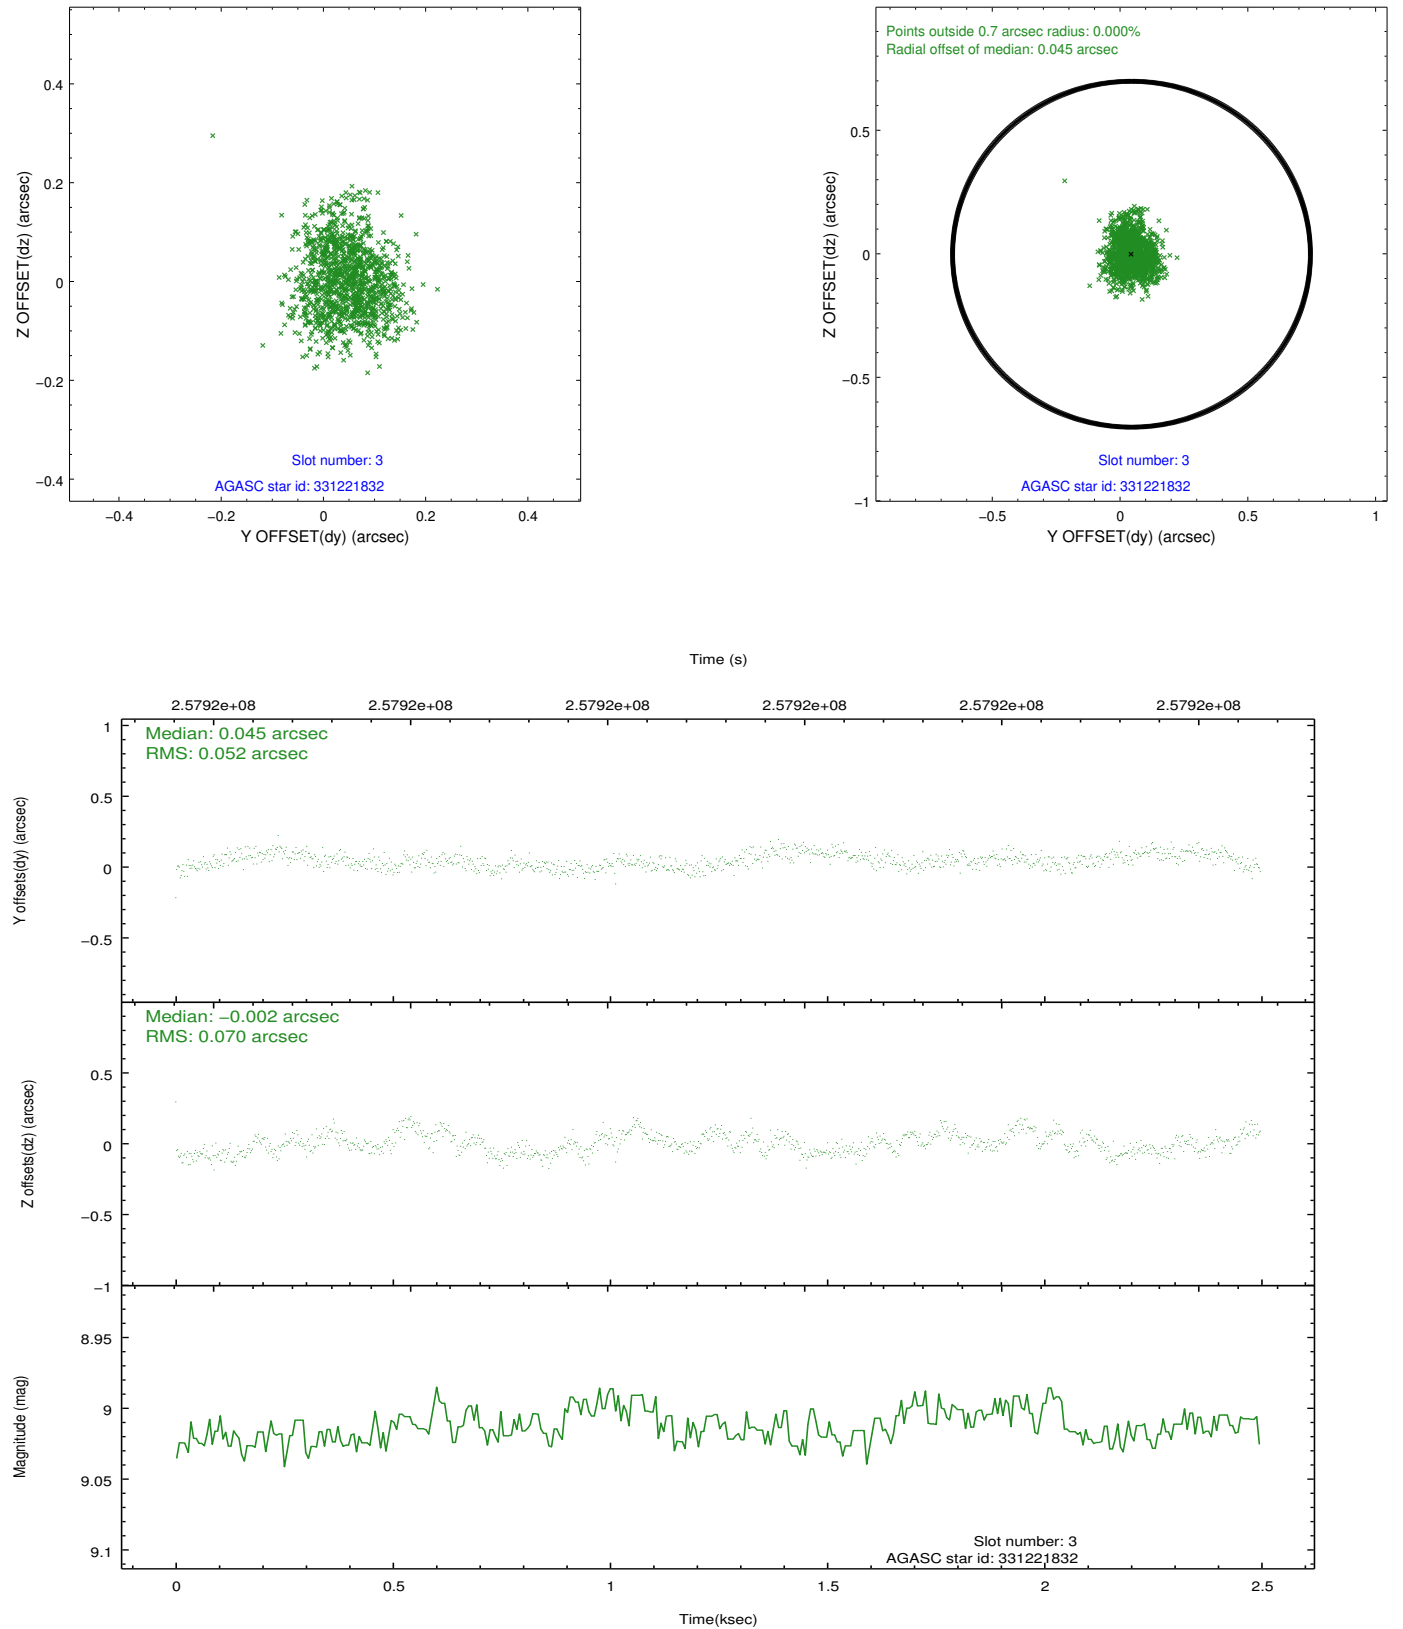 0.4
0.2
0
−0.2
−0.4
Z OFFSET(dz) (arcsec)
Slot number: 3
AGASC star id: 331221832
−0.4 −0.2 0 0.2 0.4
Y OFFSET(dy) (arcsec)
Points outside 0.7 arcsec radius: 0.000%
Radial offset of median: 0.045 arcsec
0.5
0
−0.5
−1
Z OFFSET(dz) (arcsec)
Slot number: 3
AGASC star id: 331221832
−0.5 0 0.5 1
Y OFFSET(dy) (arcsec)
Time (s)
2.5792e+08 2.5792e+08 2.5792e+08 2.5792e+08 2.5792e+08 2.5792e+08
Median: 0.045 arcsec
RMS: 0.052 arcsec
1
0.5
0
−0.5
Y offsets(dy) (arcsec)
Median: −0.002 arcsec
RMS: 0.070 arcsec
0.5
0
−0.5
−1
Z offsets(dz) (arcsec)
8.95
9
9.05
9.1
Magnitude (mag)
Slot number: 3
AGASC star id: 331221832
0 0.5 1 1.5 2 2.5
Time(ksec)